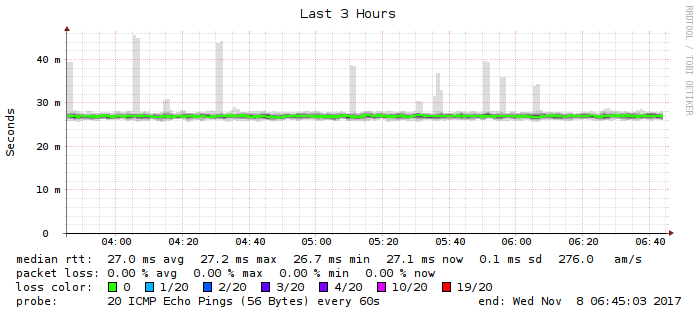 Last 3 Hours
RRDTOOL / TOBI OETIKER
Seconds
40 m
30 m
20 m
10 m
0
04:00 04:20 04:40 05:00 05:20 05:40 06:00 06:20 06:40
median rtt: 27.0 ms avg 27.2 ms max 26.7 ms min 27.1 ms now 0.1 ms sd 276.0 am/s
packet loss: 0.00 % avg 0.00 % max 0.00 % min 0.00 % now
loss color: 0 1/20 2/20 3/20 4/20 10/20 19/20
probe: 20 ICMP Echo Pings (56 Bytes) every 60s end: Wed Nov 8 06:45:03 2017